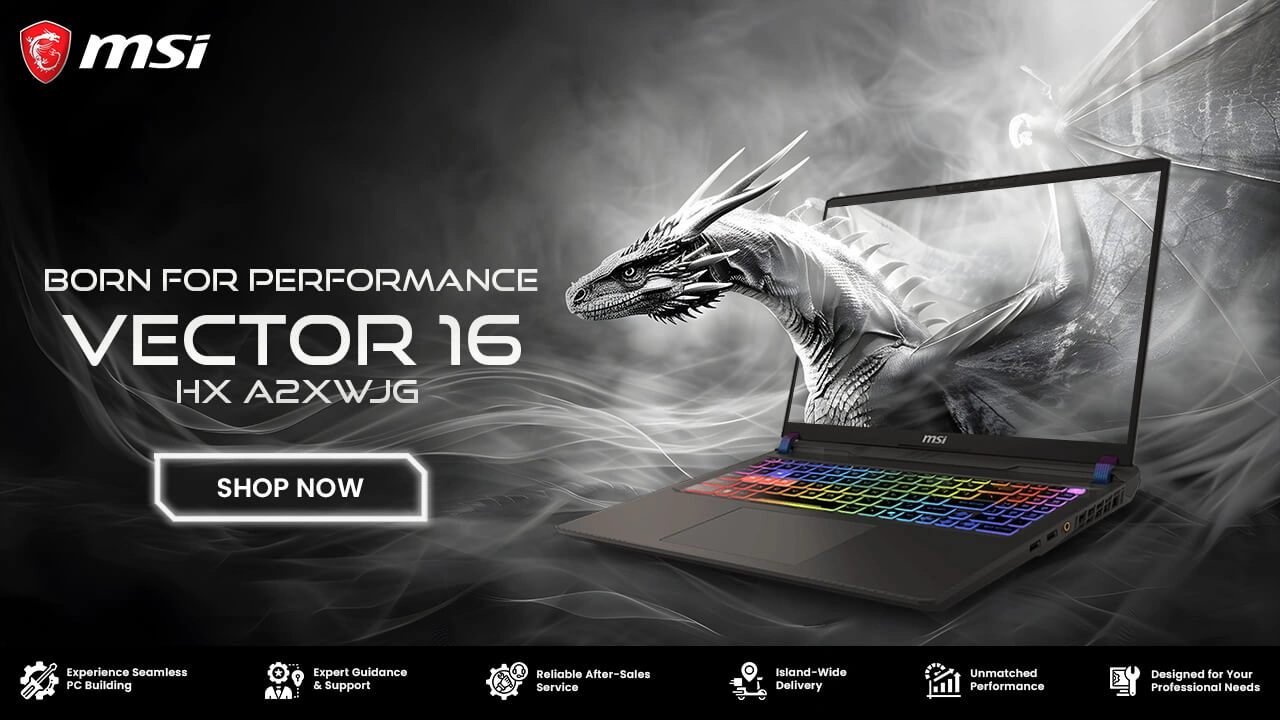 msi
BORN FOR PERFORMANCE
VECTOR 16
HX A2XWJG
SHOP NOW
msi
Experience Seamless
PC Building
Expert Guidance
& Support
Reliable After-Sales
Service
Island-Wide
Delivery
Unmatched
Performance
Designed for Your
Professional Needs